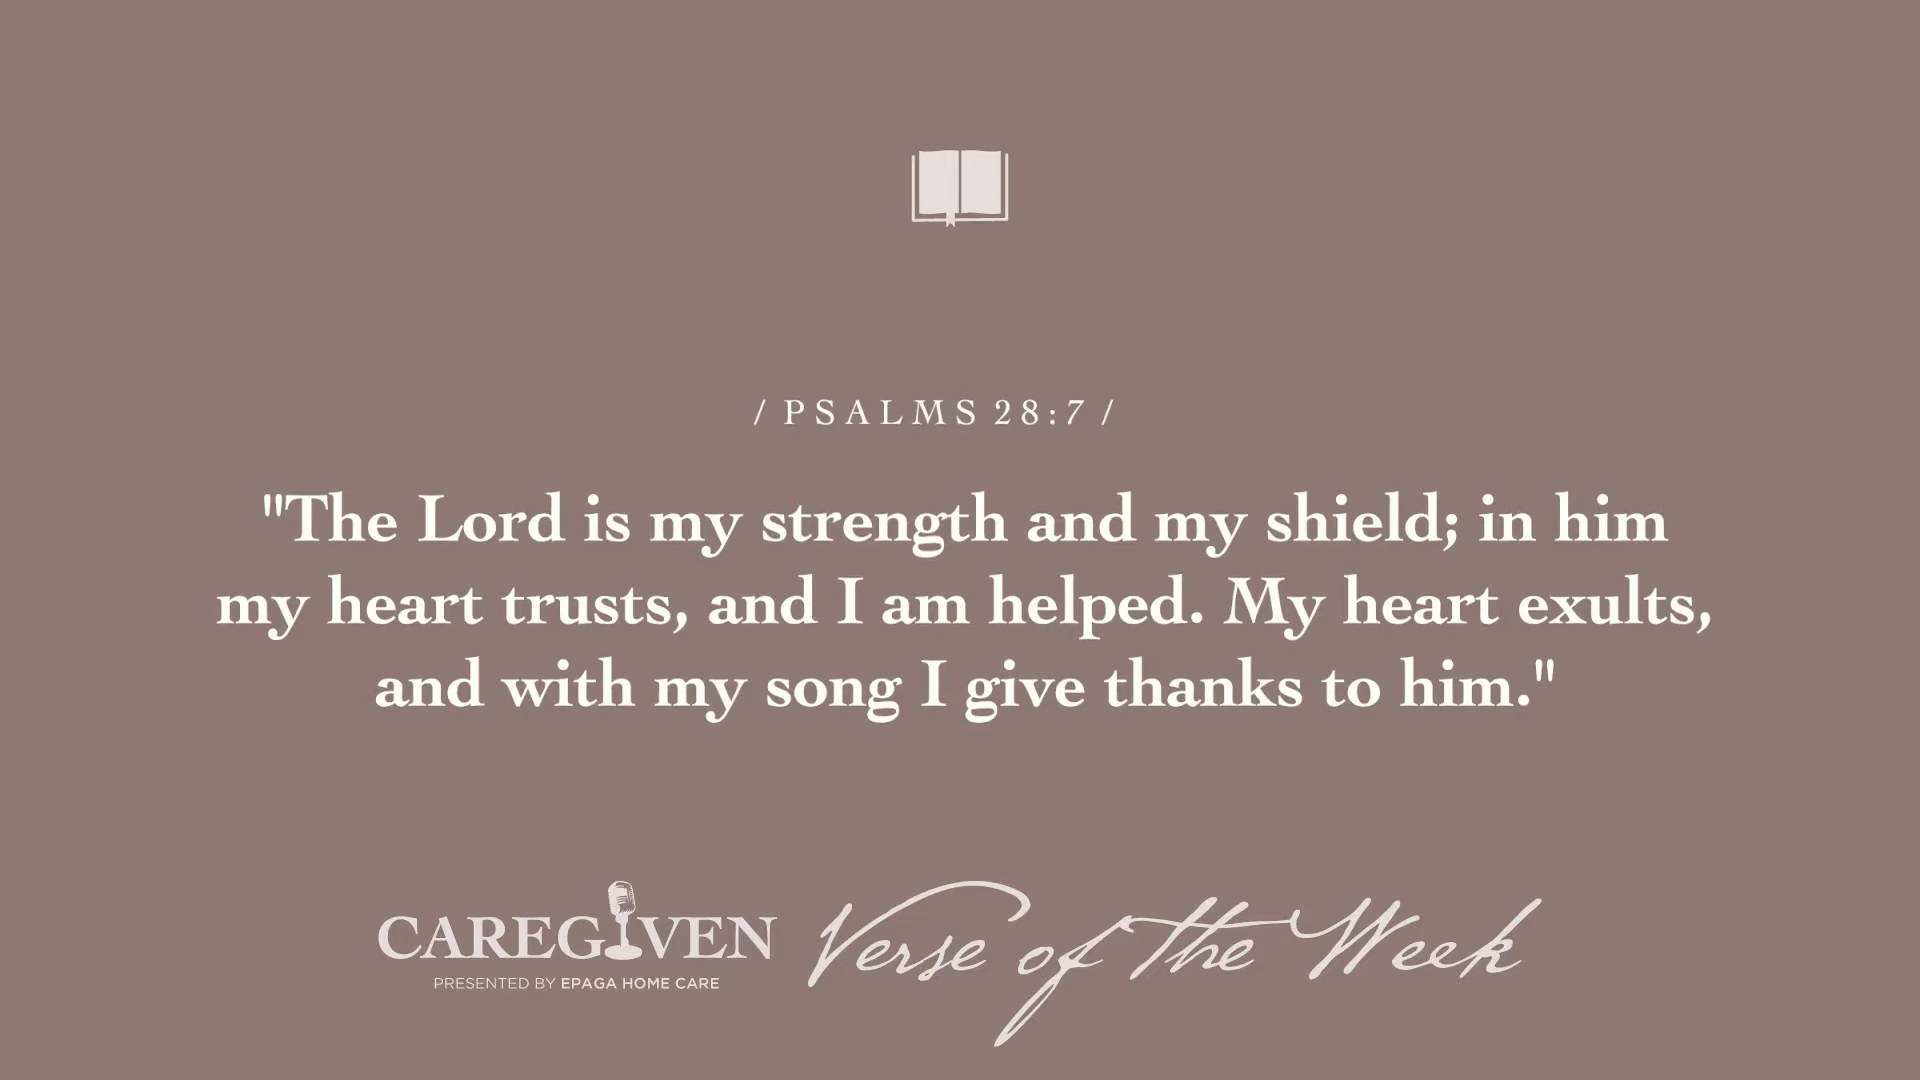 / PSALMS 28:7 /
"The Lord is my strength and my shield; in him
my heart trusts, and I am helped. My heart exults,
and with my song I give thanks to him."
CAREGIVEN
PRESENTED BY EPAGA HOME CARE
Verse of the Week